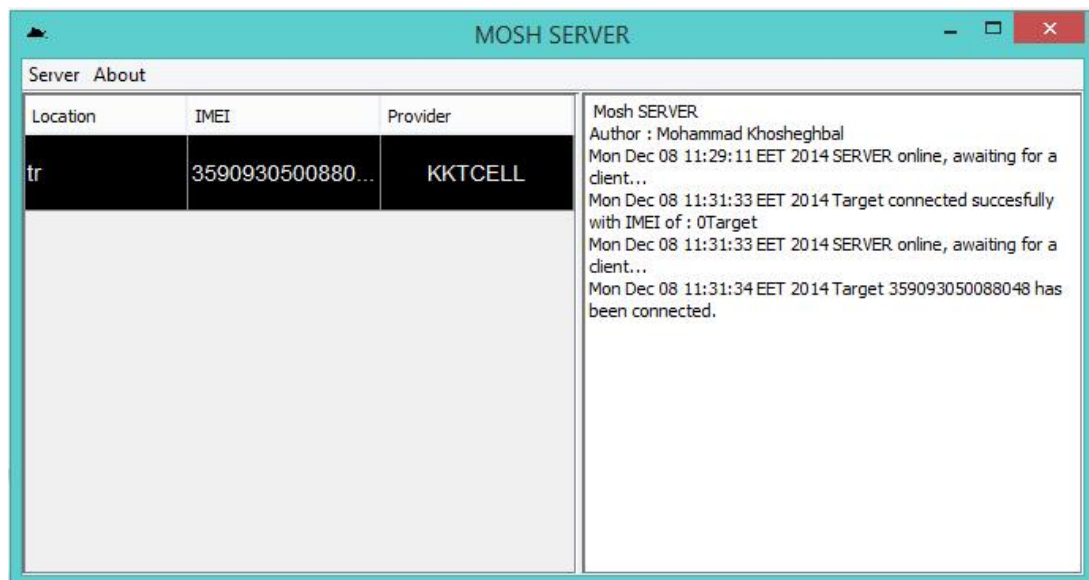 MOSH SERVER
Server About
Location IMEI Provider
tr 3590930500880... KKTCELL
Mosh SERVER
Author : Mohammad Khosheghbal
Mon Dec 08 11:29:11 EET 2014 SERVER online, awaiting for a
client...
Mon Dec 08 11:31:33 EET 2014 Target connected succesfully
with IMEI of : 0Target
Mon Dec 08 11:31:33 EET 2014 SERVER online, awaiting for a
client...
Mon Dec 08 11:31:34 EET 2014 Target 359093050088048 has
been connected.